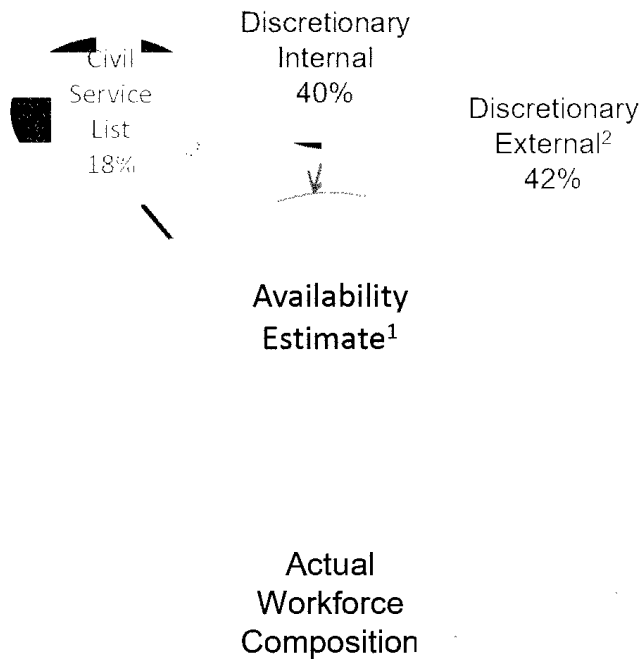 Civil
Service
List
18%
Discretionary
Internal
40%
Discretionary
External²
42%
Availability
Estimate¹
Actual
Workforce
Composition